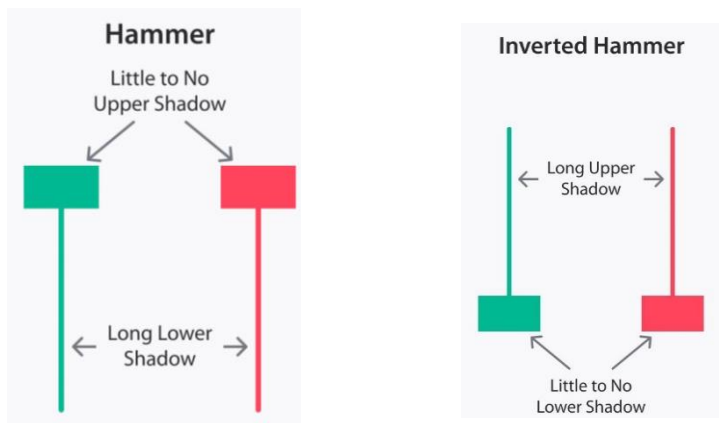 Hammer
Little to No
Upper Shadow
Long Lower
Shadow
Inverted Hammer
Long Upper
Shadow
Little to No
Lower Shadow